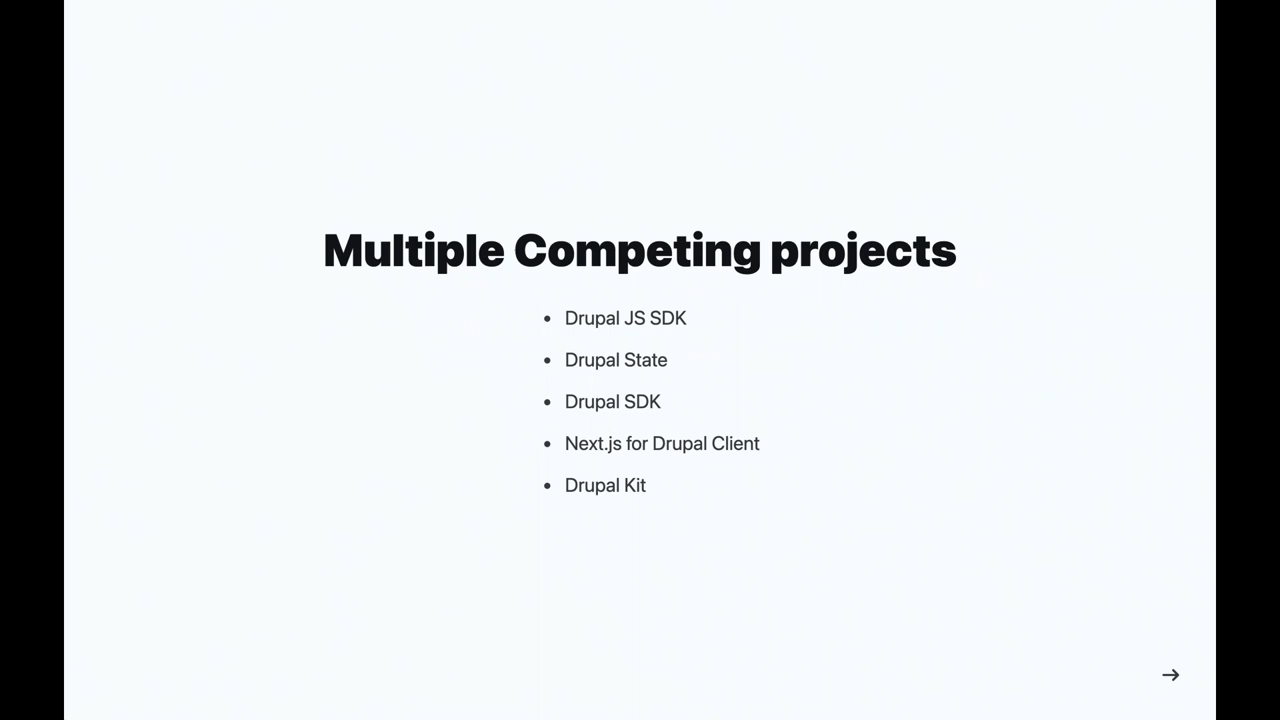 Multiple Competing projects
• Drupal JS SDK
• Drupal State
• Drupal SDK
• Next.js for Drupal Client
• Drupal Kit